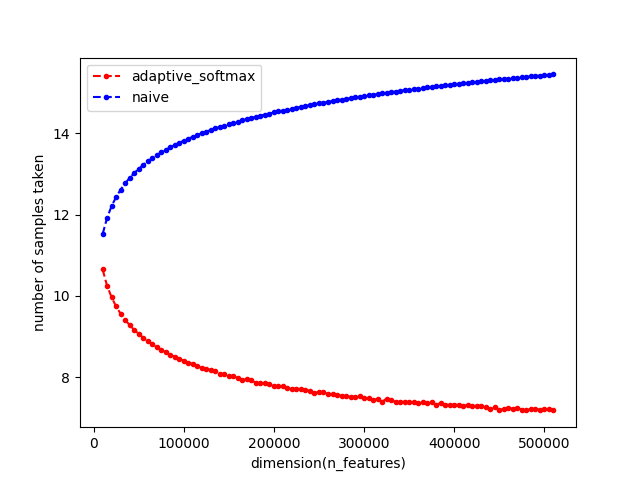 adaptive_softmax
naive
number of samples taken
14
12
10
8
0
100000
200000
300000
400000
500000
dimension(n_features)